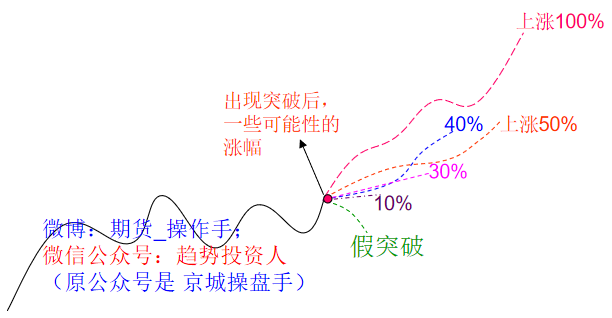 上涨100%
出现突破后，
一些可能性的
涨幅
40%
上涨50%
30%
10%
微博：期货_操作手；
微信公众号：趋势投资人
（原公众号是 京城操盘手）
假突破